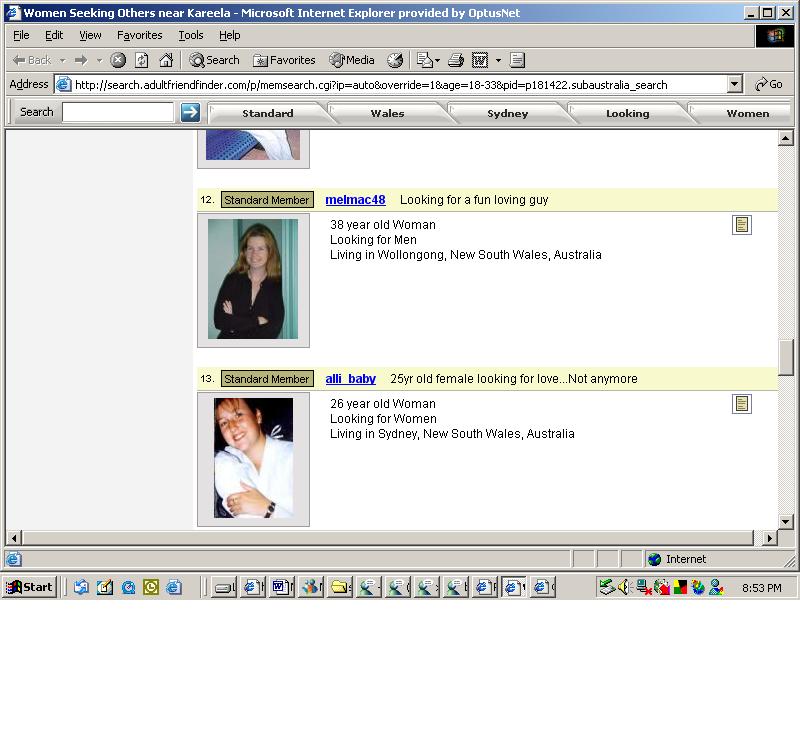 Women Seeking Others near Kareela - Microsoft Internet Explorer provided by OptusNet
File Edit View Favorites Tools Help
Back Search Favorites Media
Address http://search.adultfriendfinder.com/p/memsearch.cgi?ip=auto&override=1&age=18-33&pid=p181422.subaustralia_search Go
Search Standard Wales Sydney Looking Women
12. Standard Member melmac48 Looking for a fun loving guy
38 year old Woman
Looking for Men
Living in Wollongong, New South Wales, Australia
13. Standard Member alli_baby 25yr old female looking for love...Not anymore
26 year old Woman
Looking for Women
Living in Sydney, New South Wales, Australia
Internet
Start 8:53 PM